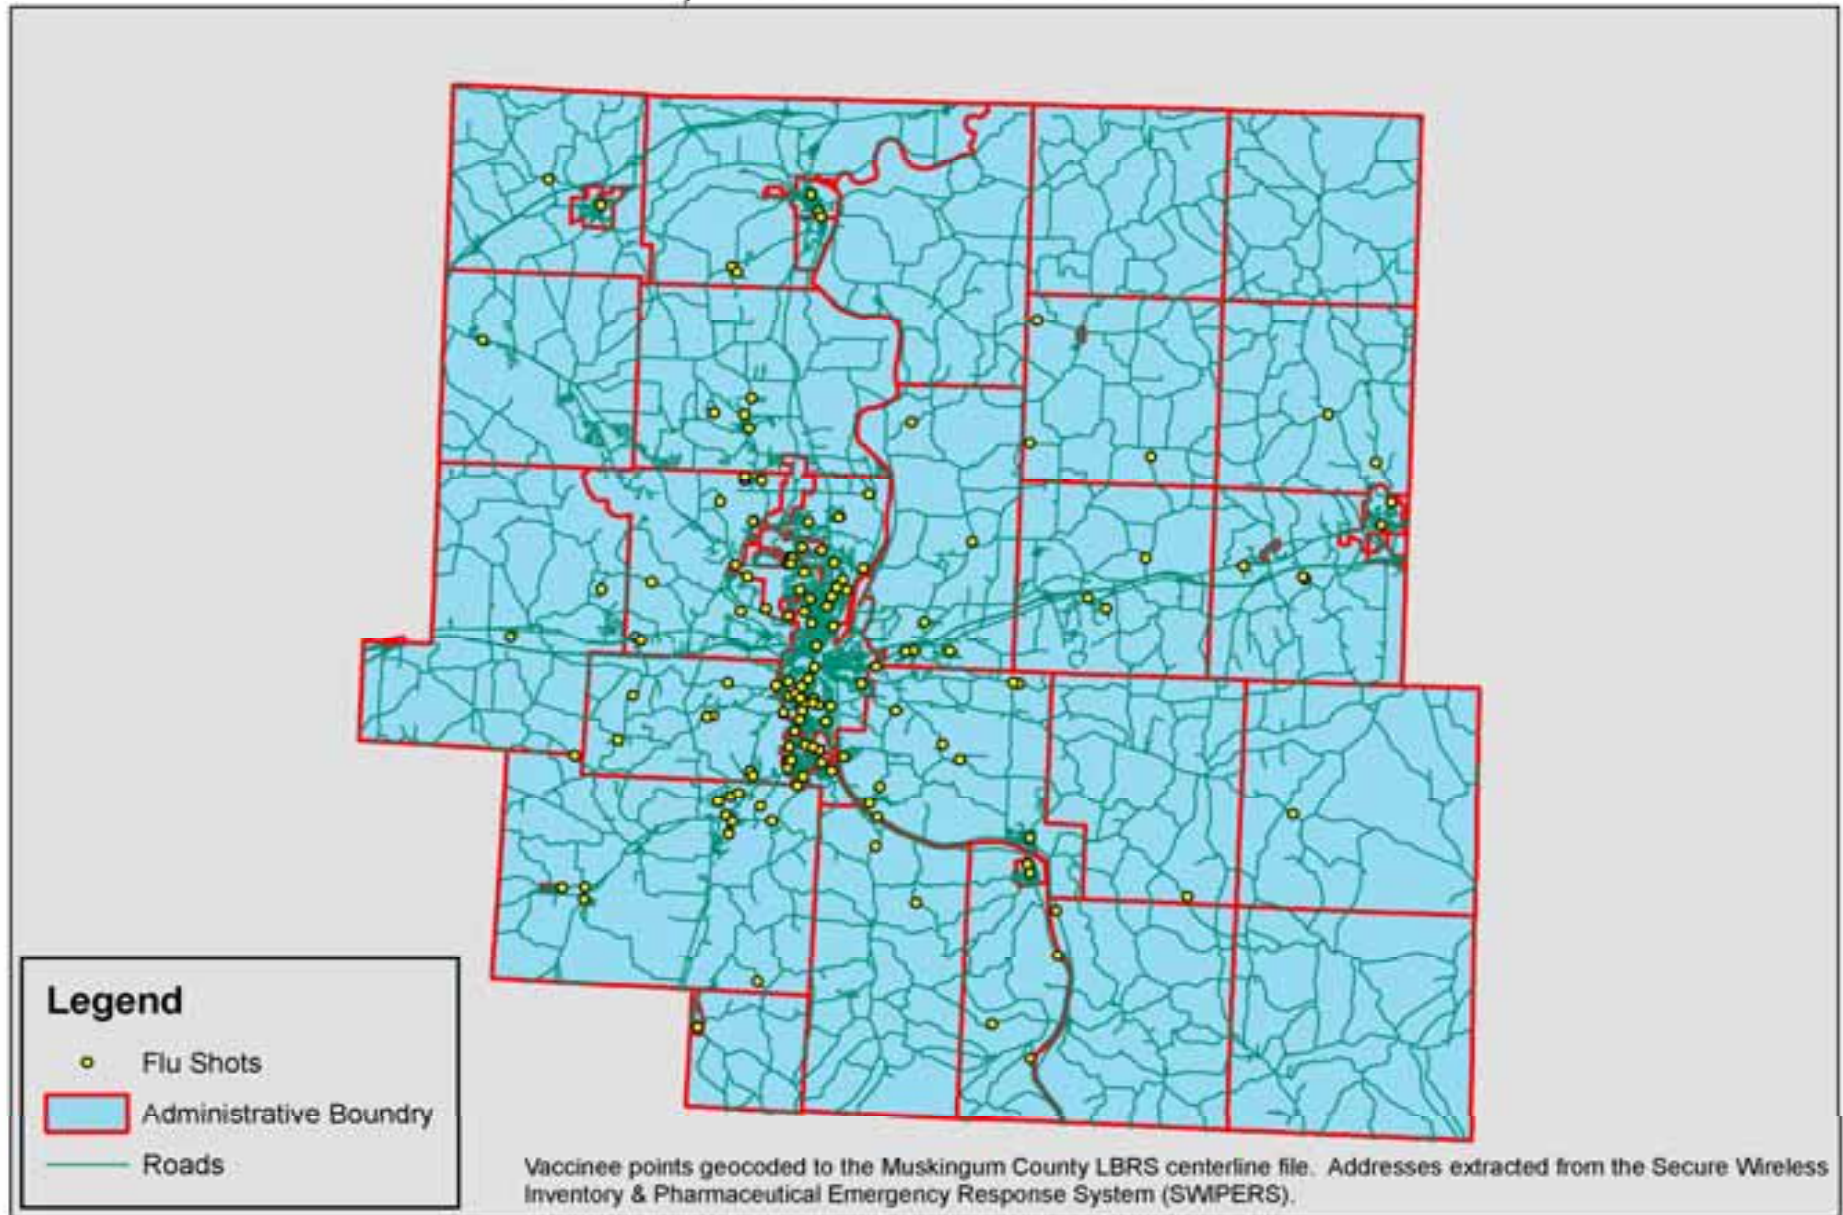 Legend
Flu Shots
Administrative Boundry
Roads
Vaccinee points geocoded to the Muskingum County LBRS centerline file.  Addresses extracted from the Secure Wireless
Inventory & Pharmaceutical Emergency Response System (SWIPERS).